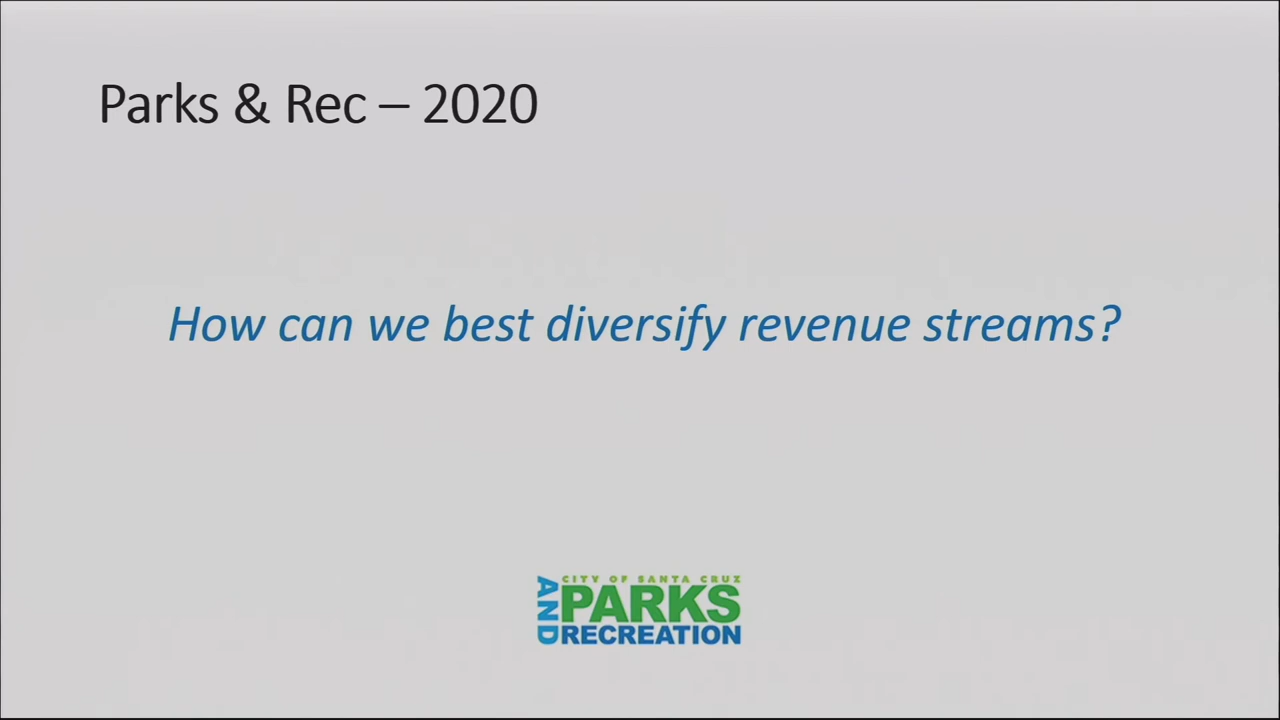 Parks & Rec – 2020
How can we best diversify revenue streams?
CITY OF SANTA CRUZ
PARKS
AND
RECREATION